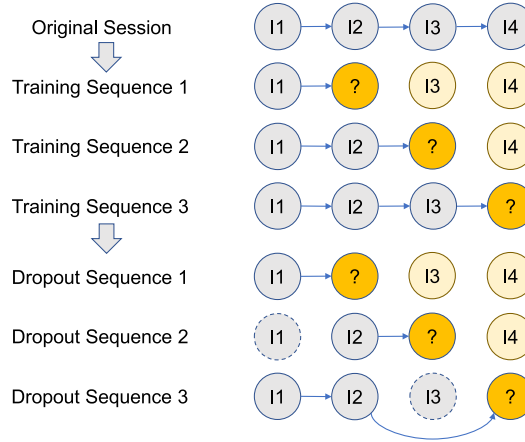 Original Session I1 I2 I3 I4
Training Sequence 1 I1 ? I3 I4
Training Sequence 2 I1 I2 ? I4
Training Sequence 3 I1 I2 I3 ?
Dropout Sequence 1 I1 ? I3 I4
Dropout Sequence 2 I1 I2 ? I4
Dropout Sequence 3 I1 I2 I3 ?